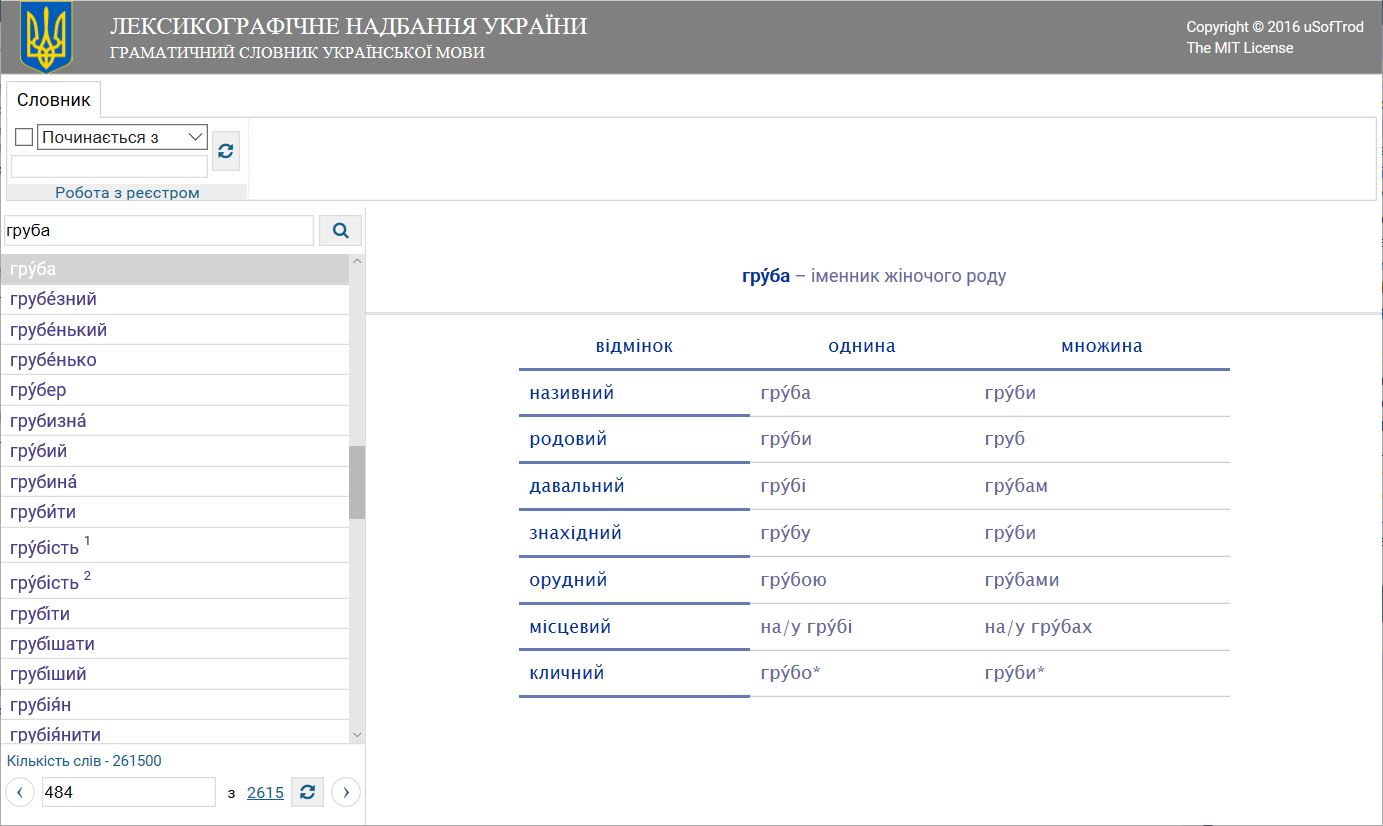 ЛЕКСИКОГРАФІЧНЕ НАДБАННЯ УКРАЇНИ
ГРАМАТИЧНИЙ СЛОВНИК УКРАЇНСЬКОЇ МОВИ
Copyright © 2016 uSofTrod
The MIT License
Словник
Починається з
Робота з реєстром
груба
гру́ба
грубе́зний
грубе́нький
грубе́нько
гру́бер
грубизна́
гру́бий
грубина́
груби́ти
гру́бість 1
гру́бість 2
грубі́ти
грубі́шати
грубі́ший
грубія́н
грубія́нити
Кількість слів - 261500
484 з 2615
гру́ба – іменник жіночого роду
відмінок однина множина
називний гру́ба гру́би
родовий гру́би груб
давальний гру́бі гру́бам
знахідний гру́бу гру́би
орудний гру́бою гру́бами
місцевий на/у гру́бі на/у гру́бах
кличний гру́бо* гру́би*